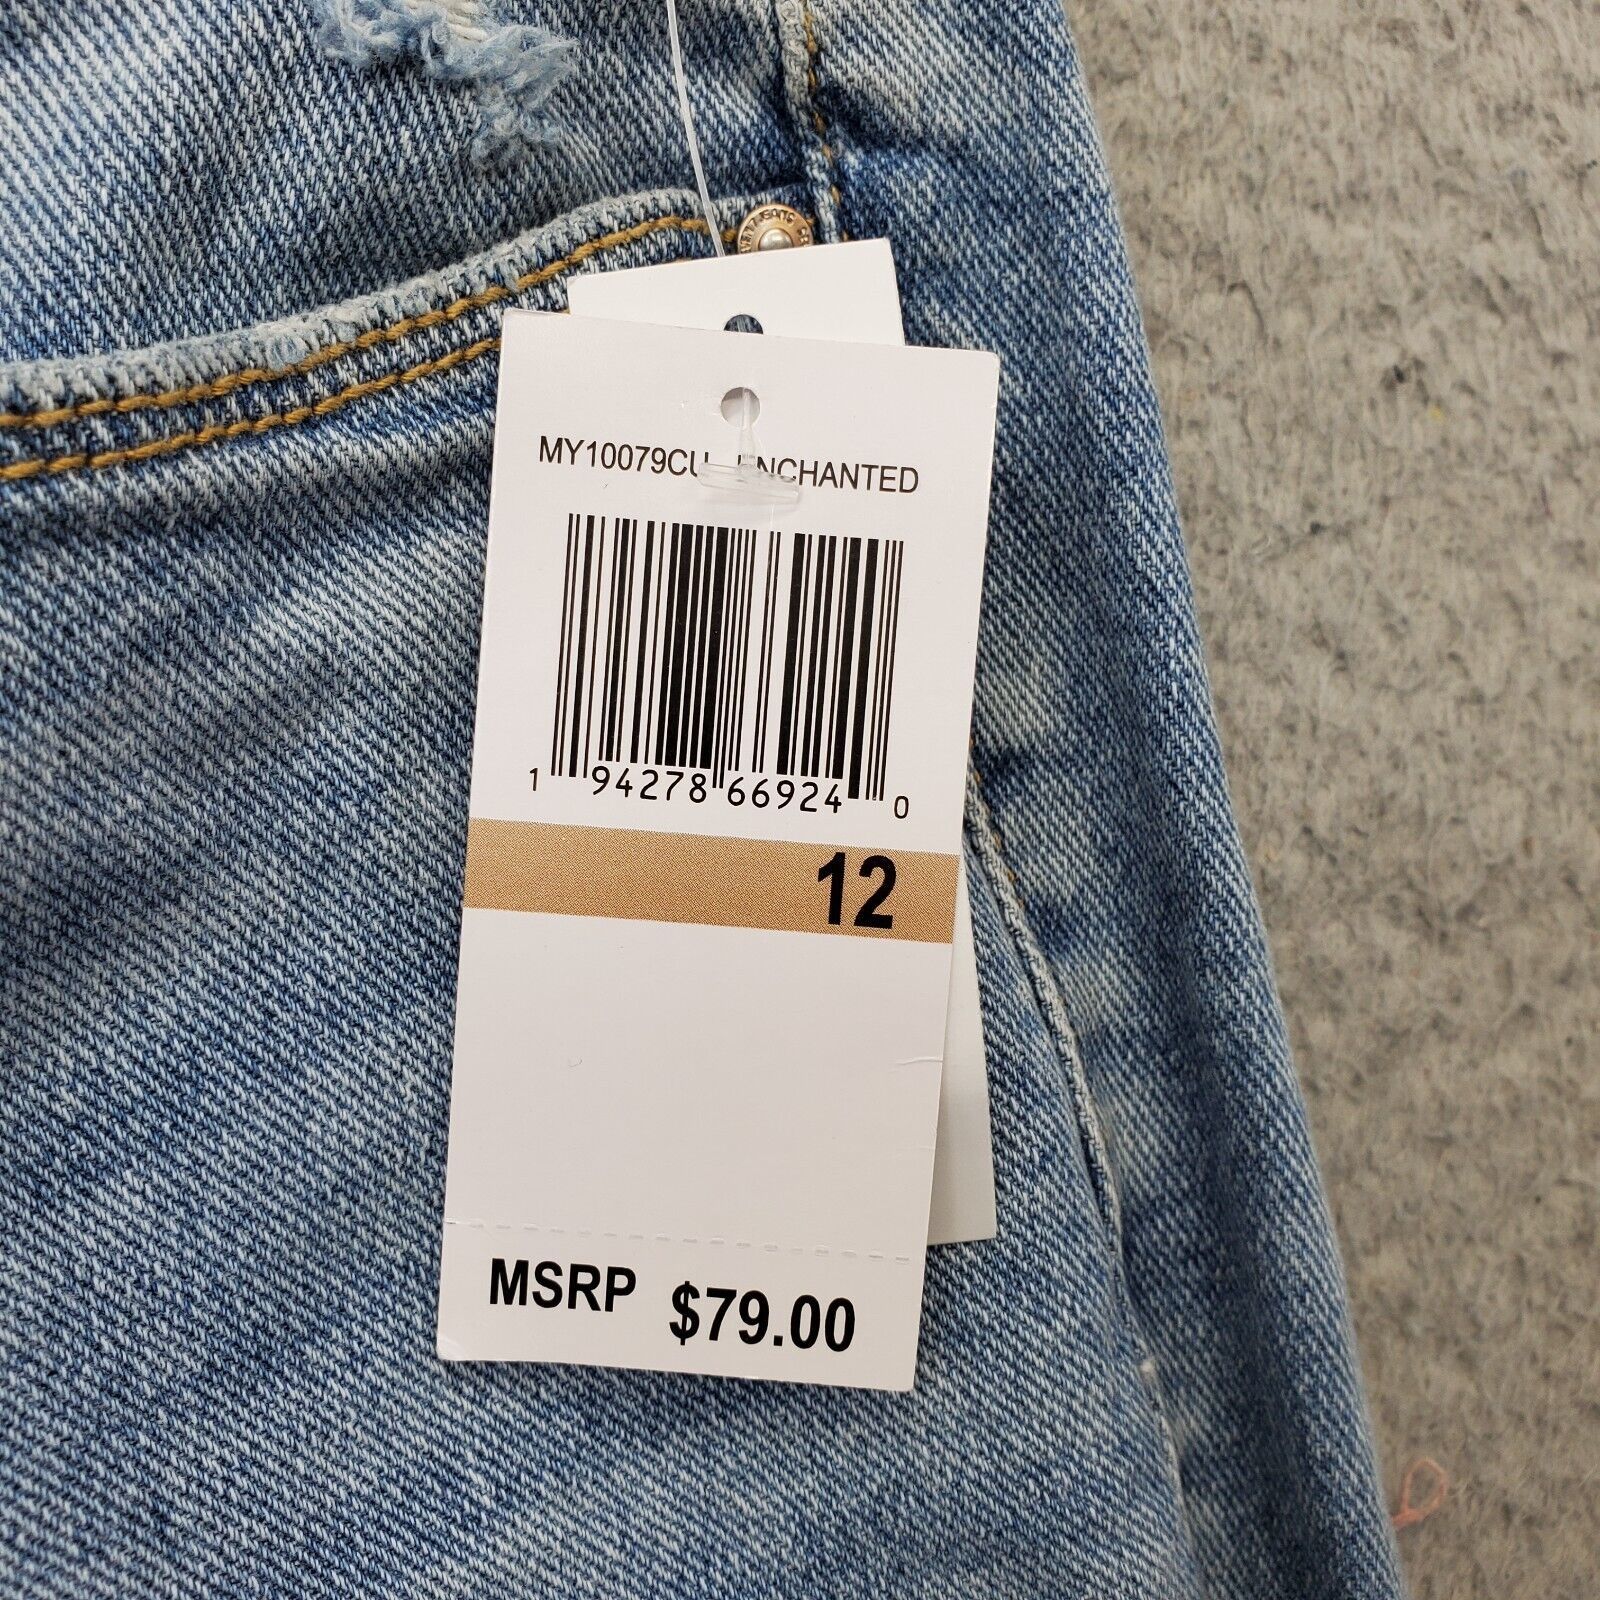 MY10079CU ENCHANTED
1 94278 66924 0
12
MSRP $79.00